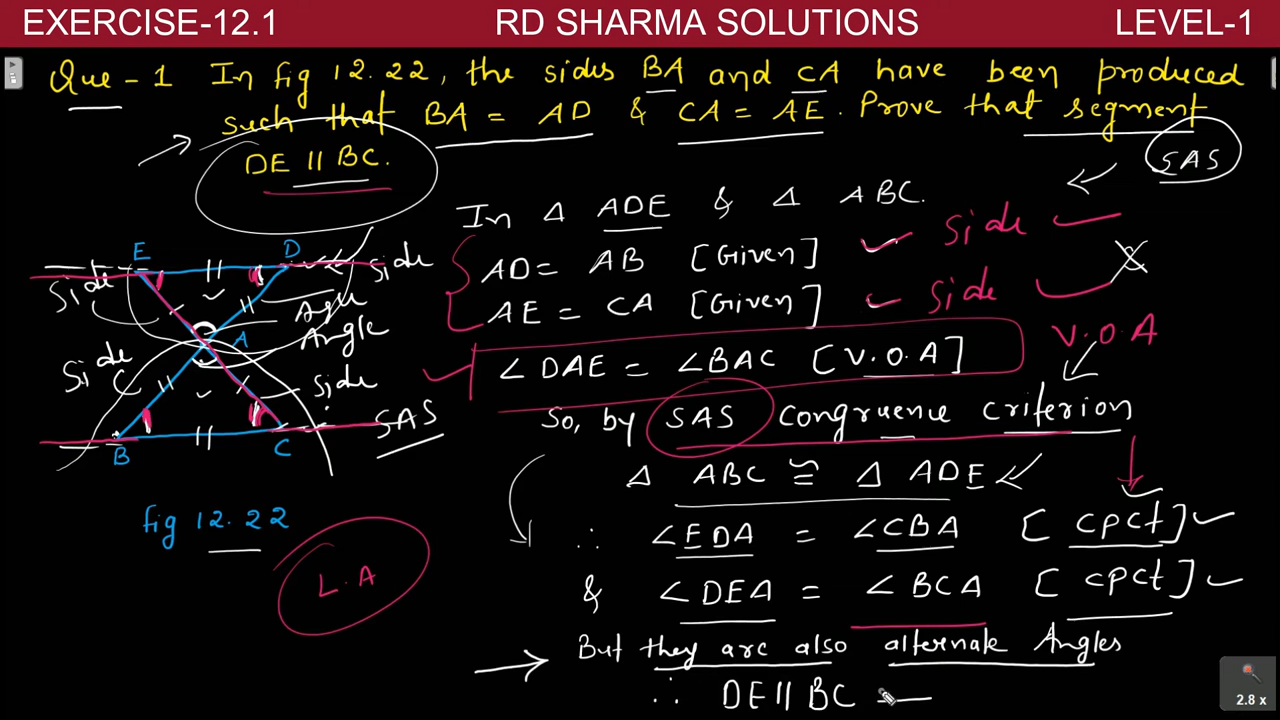 EXERCISE-12.1 RD SHARMA SOLUTIONS LEVEL-1
Que-1 In fig 12.22, the sides BA and CA have been produced
such that BA = AD & CA = AE. Prove that segment
DE || BC.
SAS
In Δ ADE & Δ ABC.
AD = AB [Given] Side
AE = CA [Given] Side
V.O.A
∠DAE = ∠BAC [V.O.A]
So, by SAS congruence criterion
Δ ABC ≅ Δ ADE
∴ ∠EDA = ∠CBA [cpct]
& ∠DEA = ∠BCA [cpct]
But they are also alternate Angles
∴ DE || BC
E D
Side Side
Angle
A
Side Side
B C
SAS
fig 12.22
L.A
2.8 x